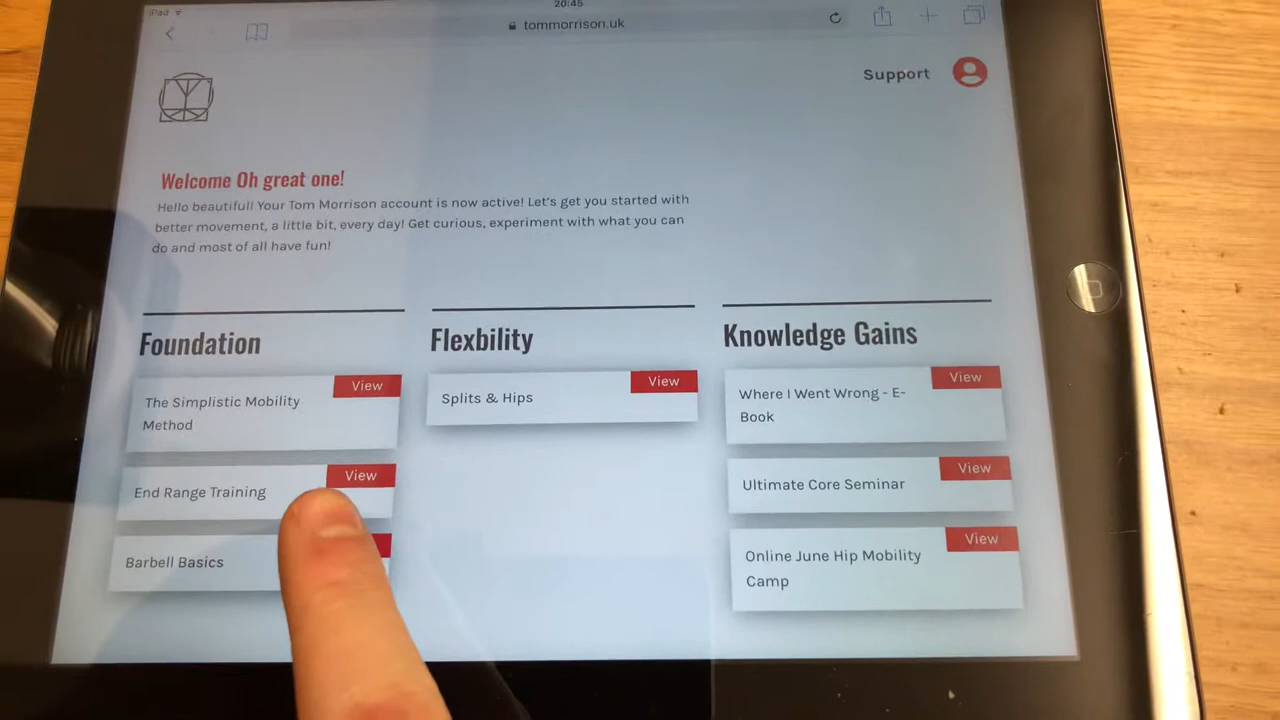 iPad
20:45
tommorrison.uk
Support
Welcome Oh great one!
Hello beautiful! Your Tom Morrison account is now active! Let's get you started with
better movement, a little bit, every day! Get curious, experiment with what you can
do and most of all have fun!
Foundation
View
The Simplistic Mobility
Method
View
End Range Training
Barbell Basics
Flexbility
View
Splits & Hips
Knowledge Gains
View
Where I Went Wrong - E-
Book
View
Ultimate Core Seminar
View
Online June Hip Mobility
Camp